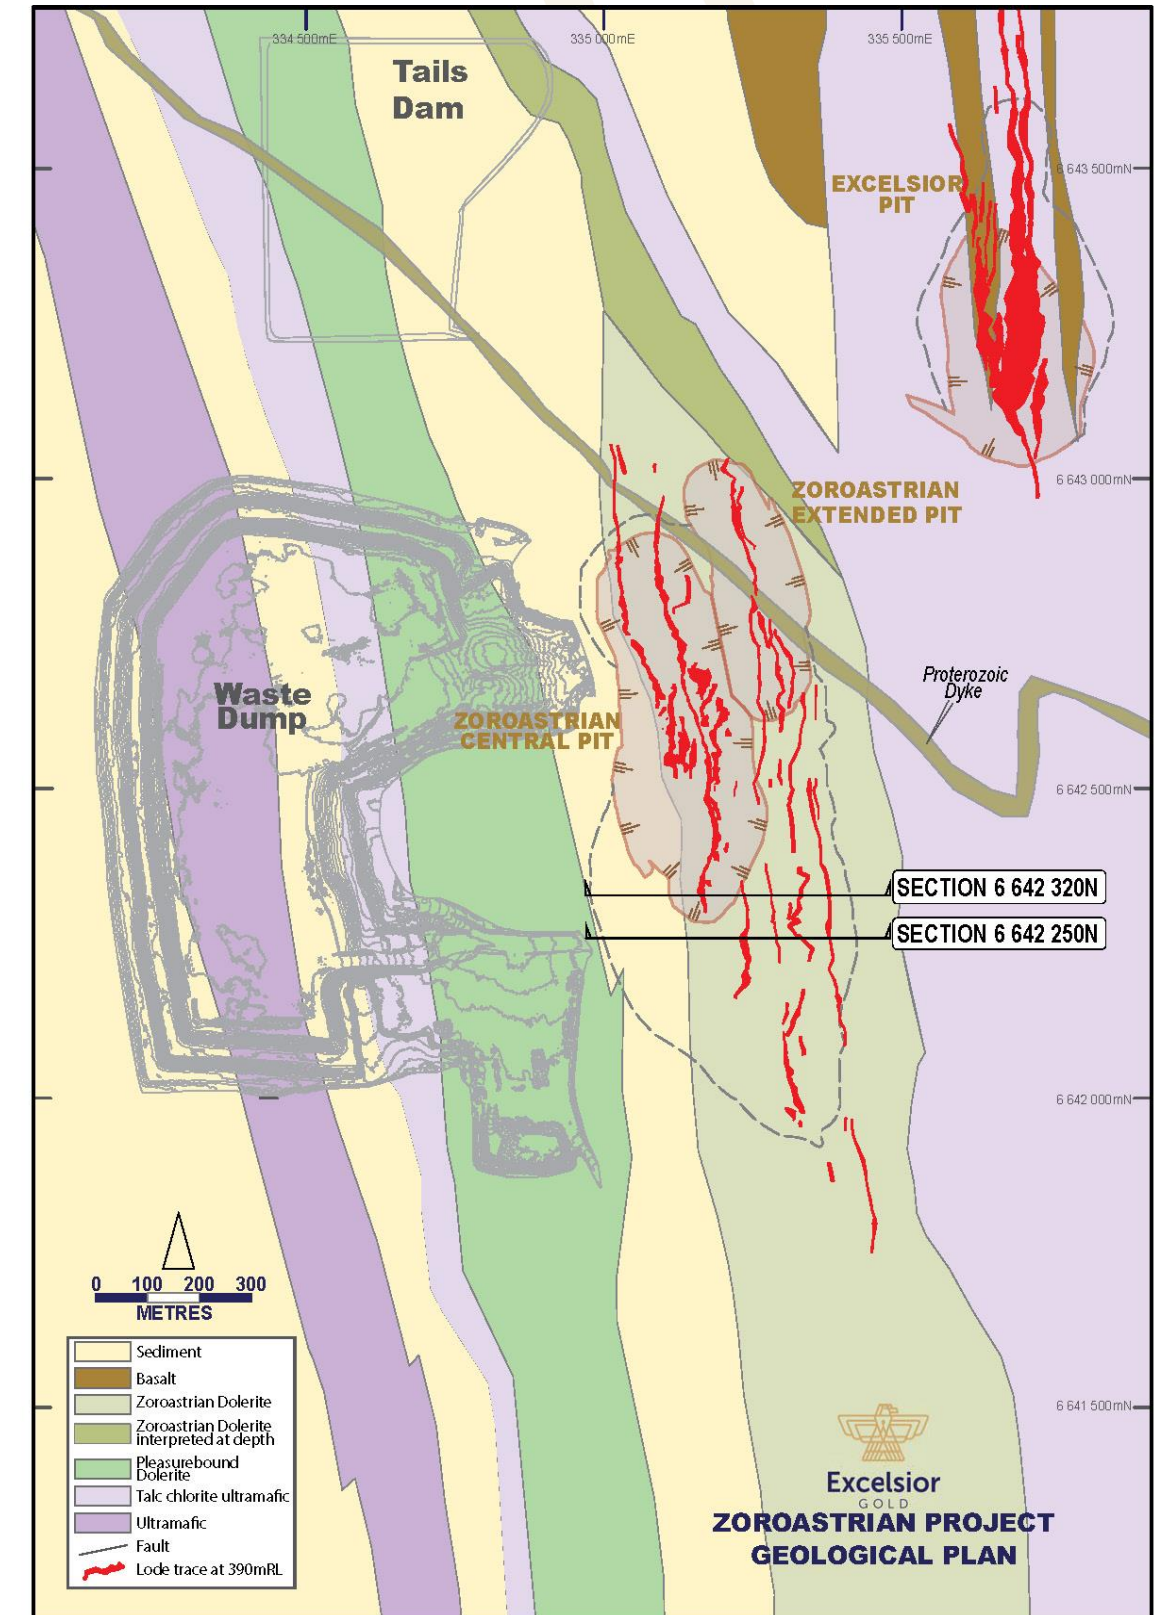 334 500mE
335 000mE
335 500mE
Tails
Dam
6 643 500mN
EXCELSIOR
PIT
6 643 000mN
ZOROASTRIAN
EXTENDED PIT
Proterozoic
Dyke
Waste
Dump
ZOROASTRIAN
CENTRAL PIT
6 642 500mN
SECTION 6 642 320N
SECTION 6 642 250N
6 642 000mN
0 100 200 300
METRES
Sediment
Basalt
Zoroastrian Dolerite
Zoroastrian Dolerite
interpreted at depth
Pleasurebound
Dolerite
Talc chlorite ultramafic
Ultramafic
Fault
Lode trace at 390mRL
6 641 500mN
Excelsior
GOLD
ZOROASTRIAN PROJECT
GEOLOGICAL PLAN